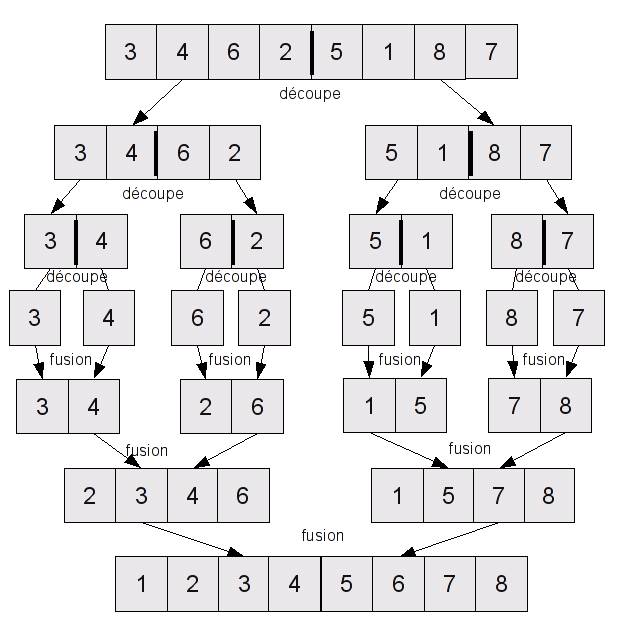 3 4 6 2 5 1 8 7
découpe
3 4 6 2 5 1 8 7
découpe découpe
3 4 6 2 5 1 8 7
découpe découpe découpe découpe
3 4 6 2 5 1 8 7
fusion fusion fusion fusion
3 4 2 6 1 5 7 8
fusion fusion
2 3 4 6 1 5 7 8
fusion
1 2 3 4 5 6 7 8